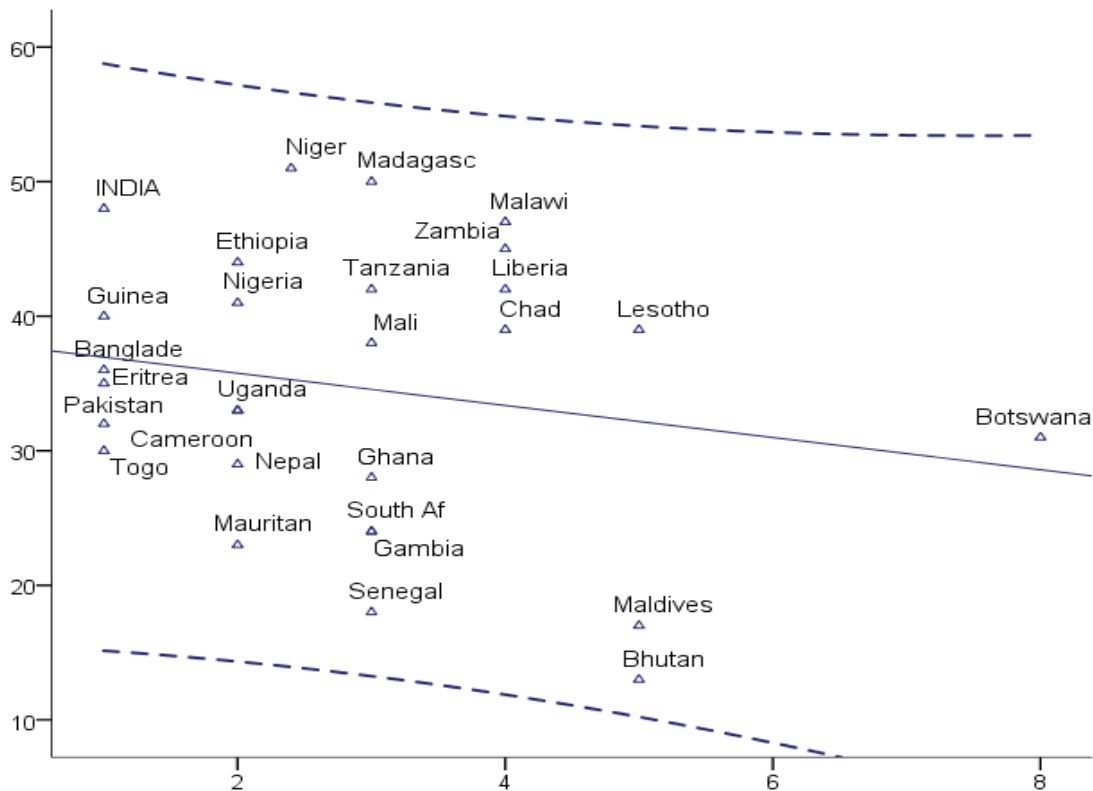 60
Niger
Madagasc
50
INDIA
Malawi
Zambia
Ethiopia
Tanzania
Liberia
Nigeria
Guinea
40
Mali
Chad
Lesotho
Banglade
Eritrea
Uganda
Pakistan
Botswana
Cameroon
30
Togo
Nepal
Ghana
Mauritan
South Af
Gambia
20
Senegal
Maldives
Bhutan
10
2
4
6
8